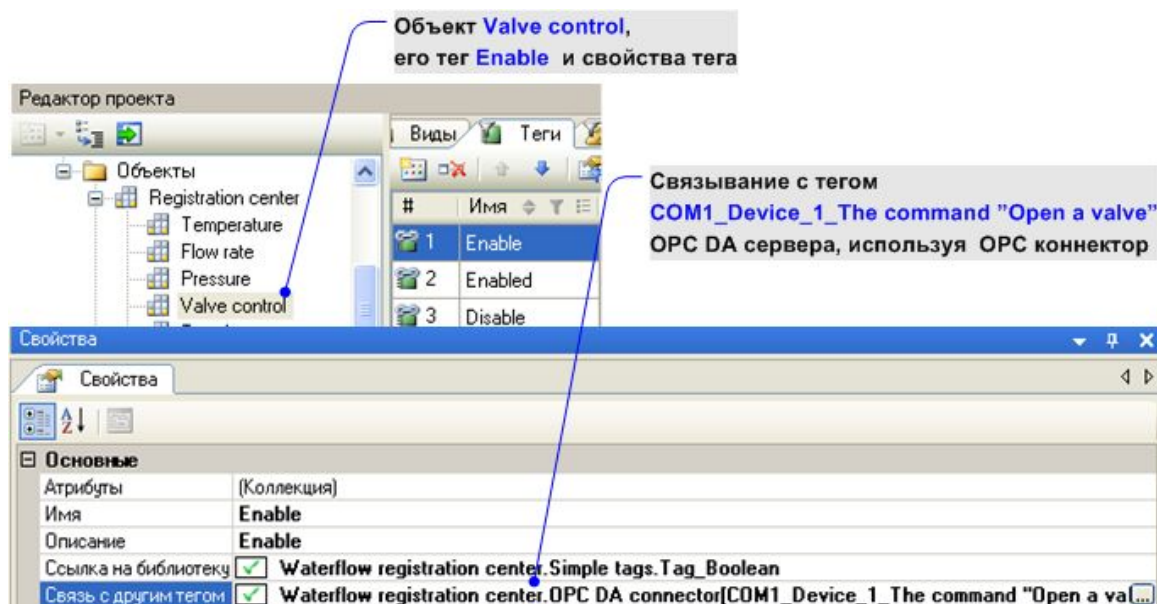 Объект Valve control,
его тег Enable и свойства тега
Редактор проекта
Виды Теги
Объекты
Registration center
Temperature
Flow rate
Pressure
Valve control
# Имя
1 Enable
2 Enabled
3 Disable
Связывание с тегом
COM1_Device_1_The command ”Open a valve”
OPC DA сервера, используя OPC коннектор
Свойства
Свойства
Основные
Атрибуты (Коллекция)
Имя Enable
Описание Enable
Ссылка на библиотеку Waterflow registration center.Simple tags.Tag_Boolean
Связь с другим тегом Waterflow registration center.OPC DA connector[COM1_Device_1_The command "Open a va ...